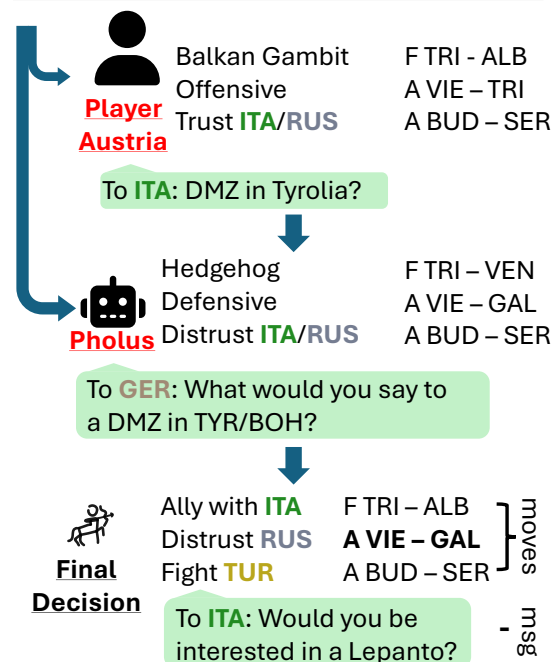 Balkan Gambit F TRI - ALB
Offensive A VIE – TRI
Player Trust ITA/RUS A BUD – SER
Austria
To ITA: DMZ in Tyrolia?
Hedgehog F TRI – VEN
Defensive A VIE – GAL
Pholus Distrust ITA/RUS A BUD – SER
To GER: What would you say to
a DMZ in TYR/BOH?
Ally with ITA F TRI – ALB
Distrust RUS A VIE – GAL
Fight TUR A BUD – SER
moves
Final
Decision
To ITA: Would you be
interested in a Lepanto?
- msg